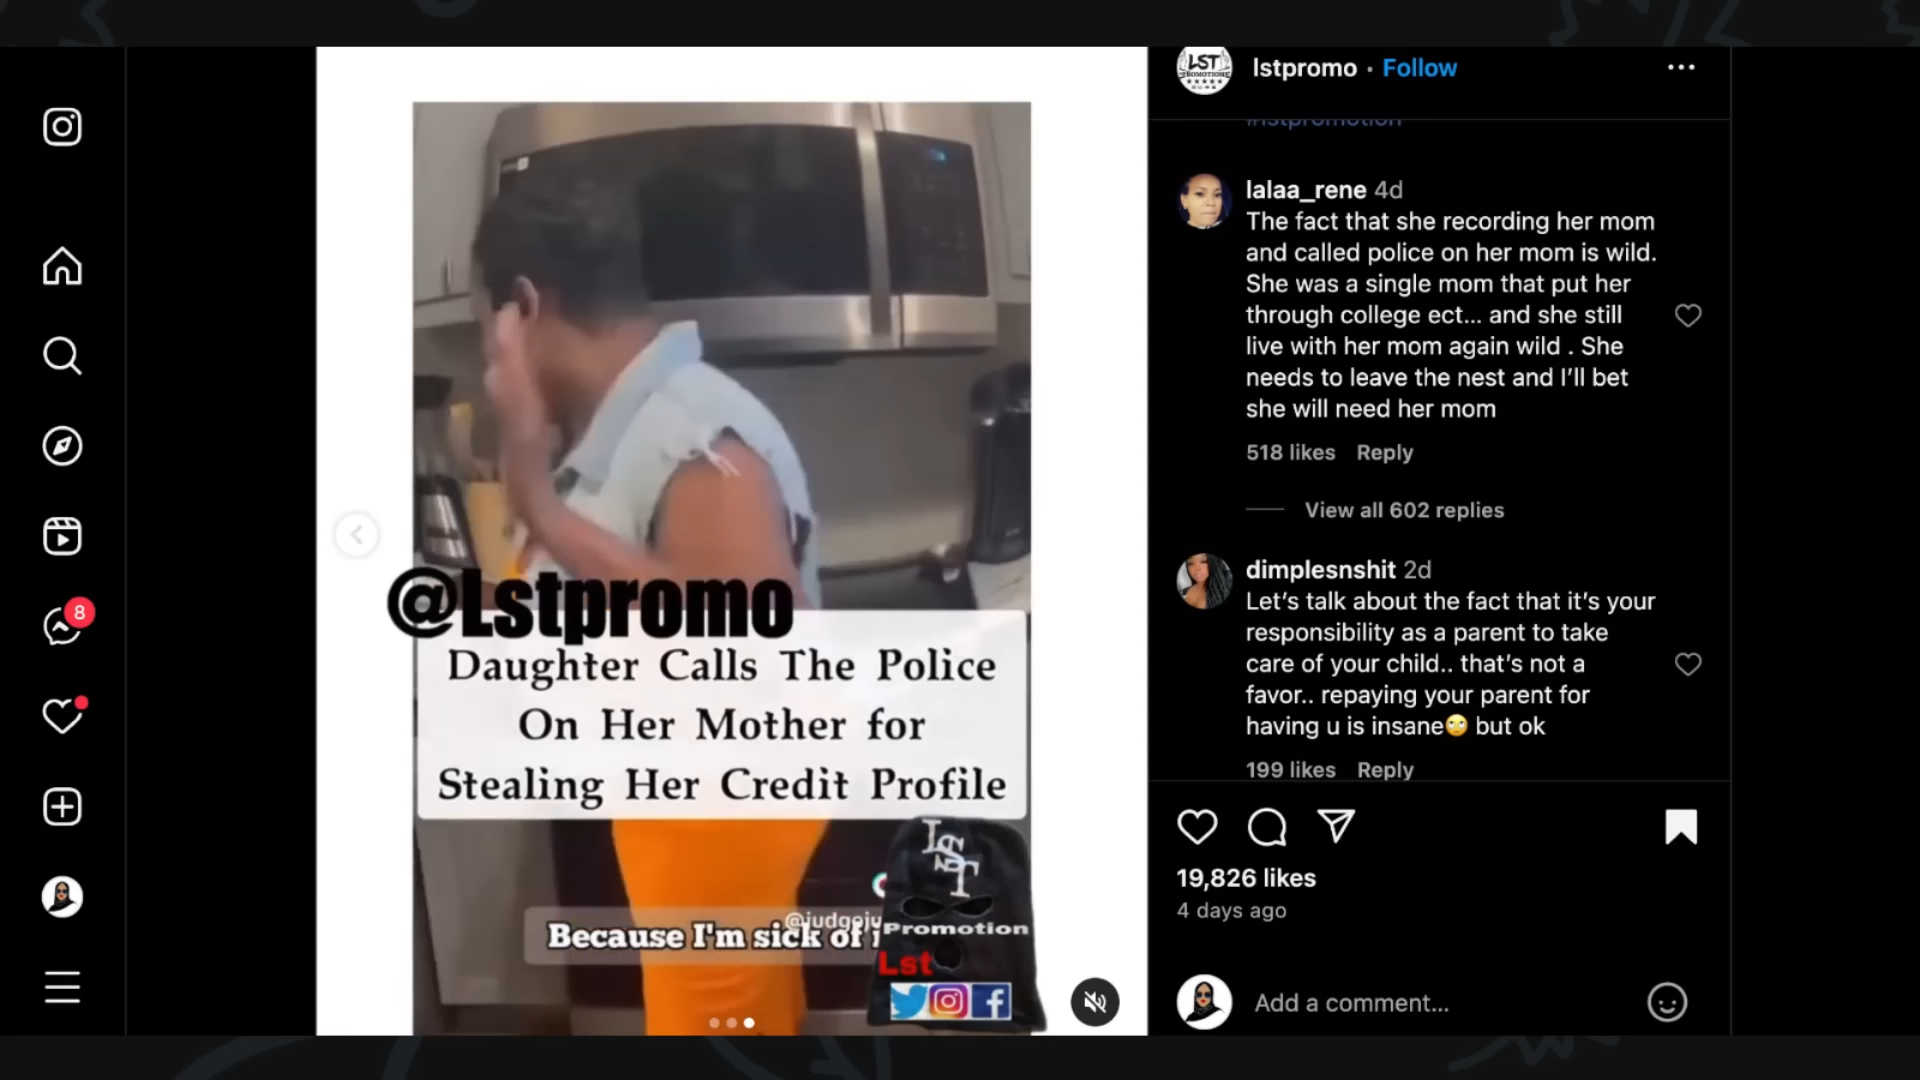 LST
PROMOTIONS
lstpromo • Follow
#lstpromotion
lalaa_rene 4d
The fact that she recording her mom
and called police on her mom is wild.
She was a single mom that put her
through college ect... and she still
live with her mom again wild . She
needs to leave the nest and I'll bet
she will need her mom
518 likes Reply
View all 602 replies
dimplesnshit 2d
Let's talk about the fact that it's your
responsibility as a parent to take
care of your child.. that's not a
favor.. repaying your parent for
having u is insane🙄 but ok
199 likes Reply
19,826 likes
4 days ago
Add a comment...
8
@Lstpromo
Daughter Calls The Police
On Her Mother for
Stealing Her Credit Profile
@judgeju
Because I'm sick of
LST
Promotion
Lst